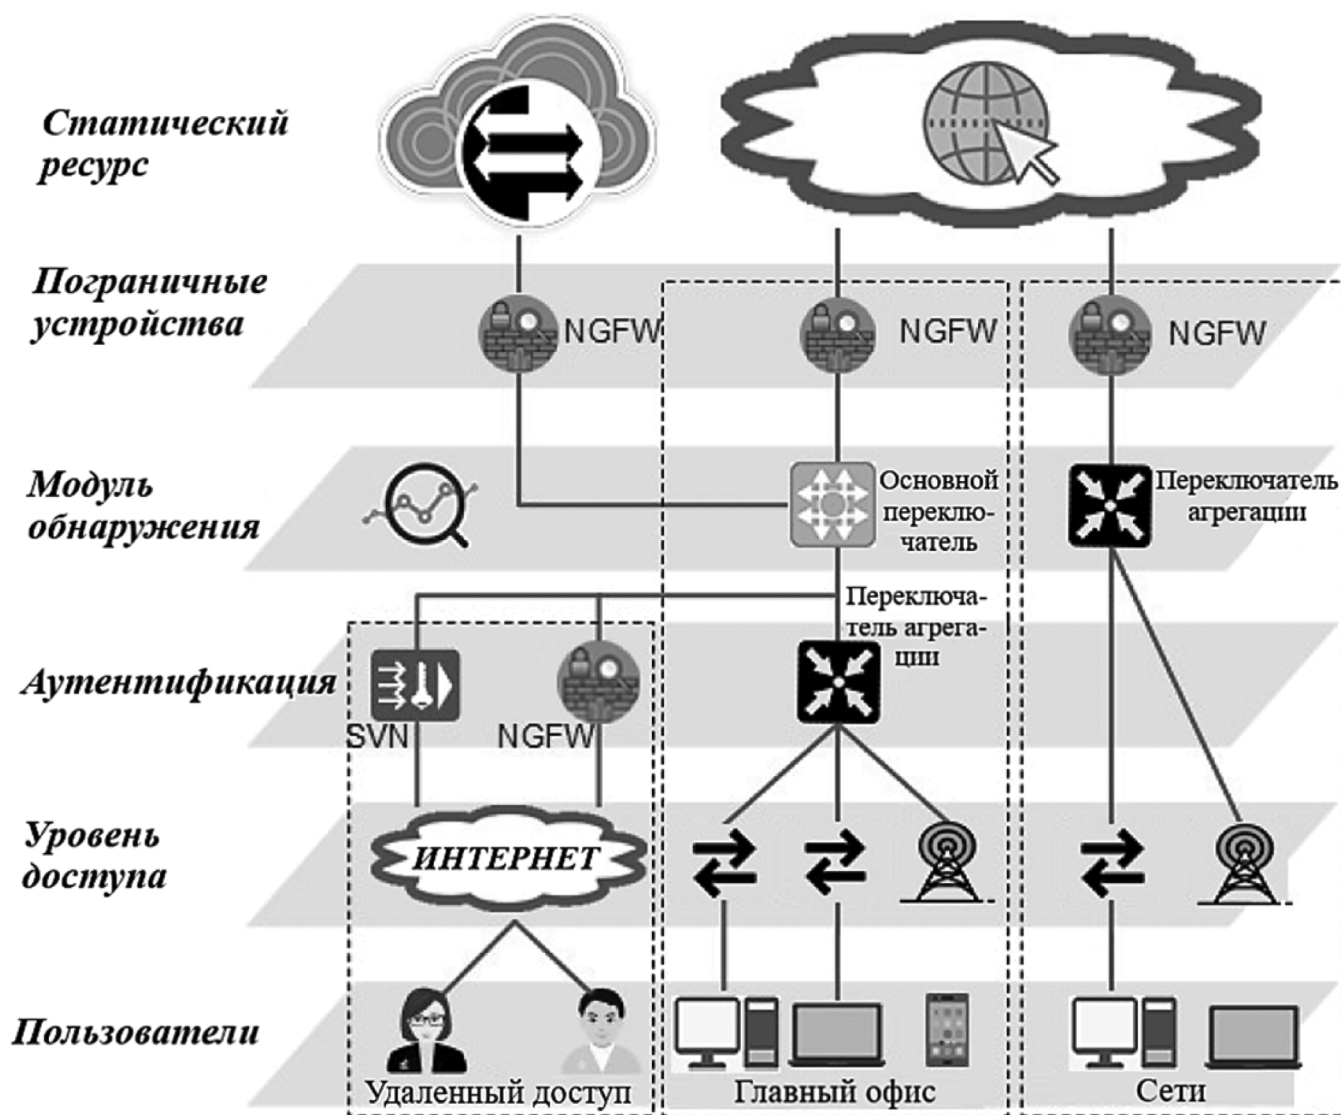 Статический
ресурс
Пограничные
устройства
NGFW
NGFW
NGFW
Модуль
обнаружения
Основной
переклю-
чатель
Переключатель
агрегации
Переключа-
тель агрега-
ции
Аутентификация
SVN
NGFW
Уровень
доступа
ИНТЕРНЕТ
Пользователи
Удаленный доступ
Главный офис
Сети